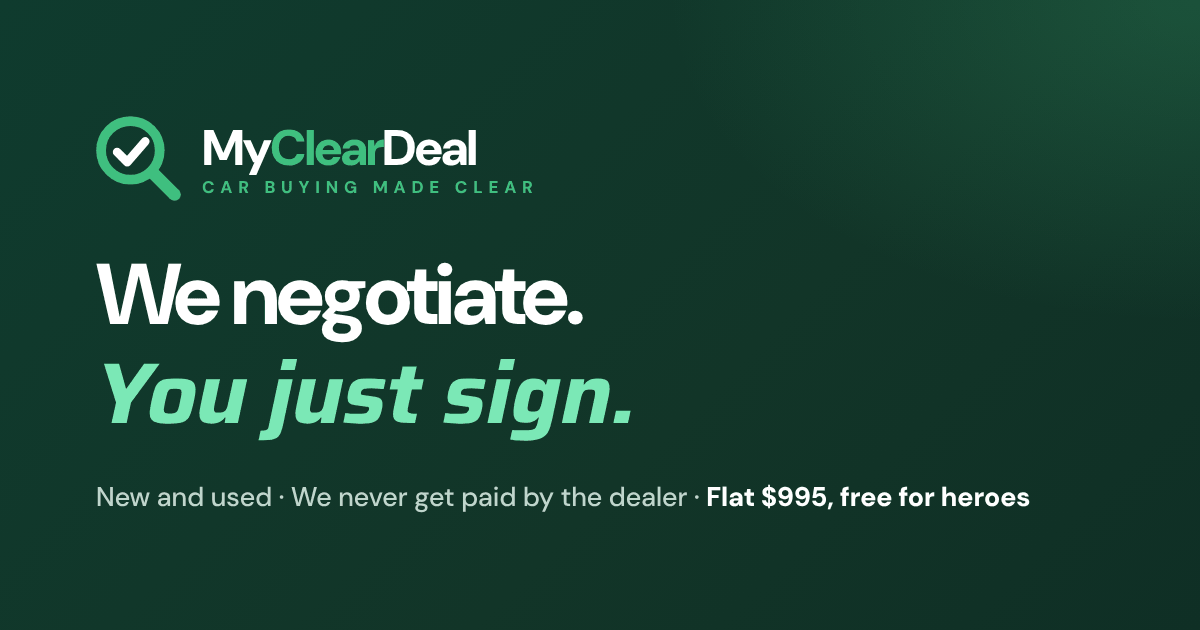 MyClearDeal
CAR BUYING MADE CLEAR
We negotiate.
You just sign.
New and used · We never get paid by the dealer · Flat $995, free for heroes